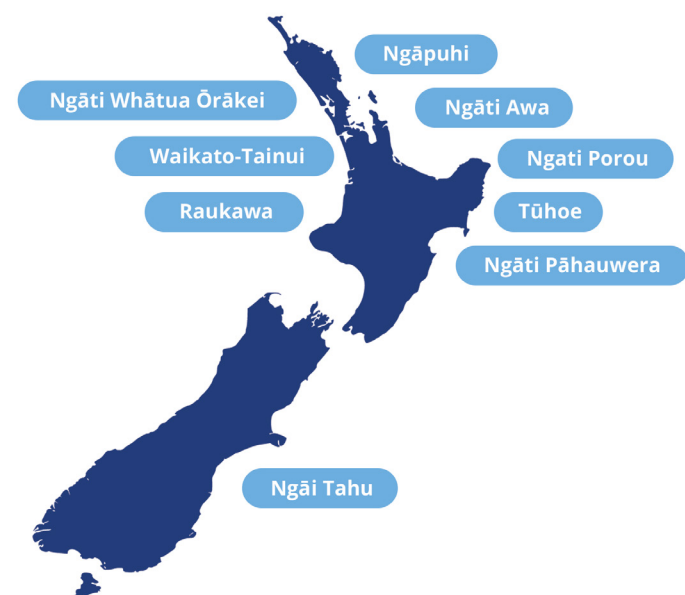 Ngāpuhi
Ngāti Whātua Ōrākei
Ngāti Awa
Waikato-Tainui
Ngati Porou
Raukawa
Tūhoe
Ngāti Pāhauwera
Ngāi Tahu